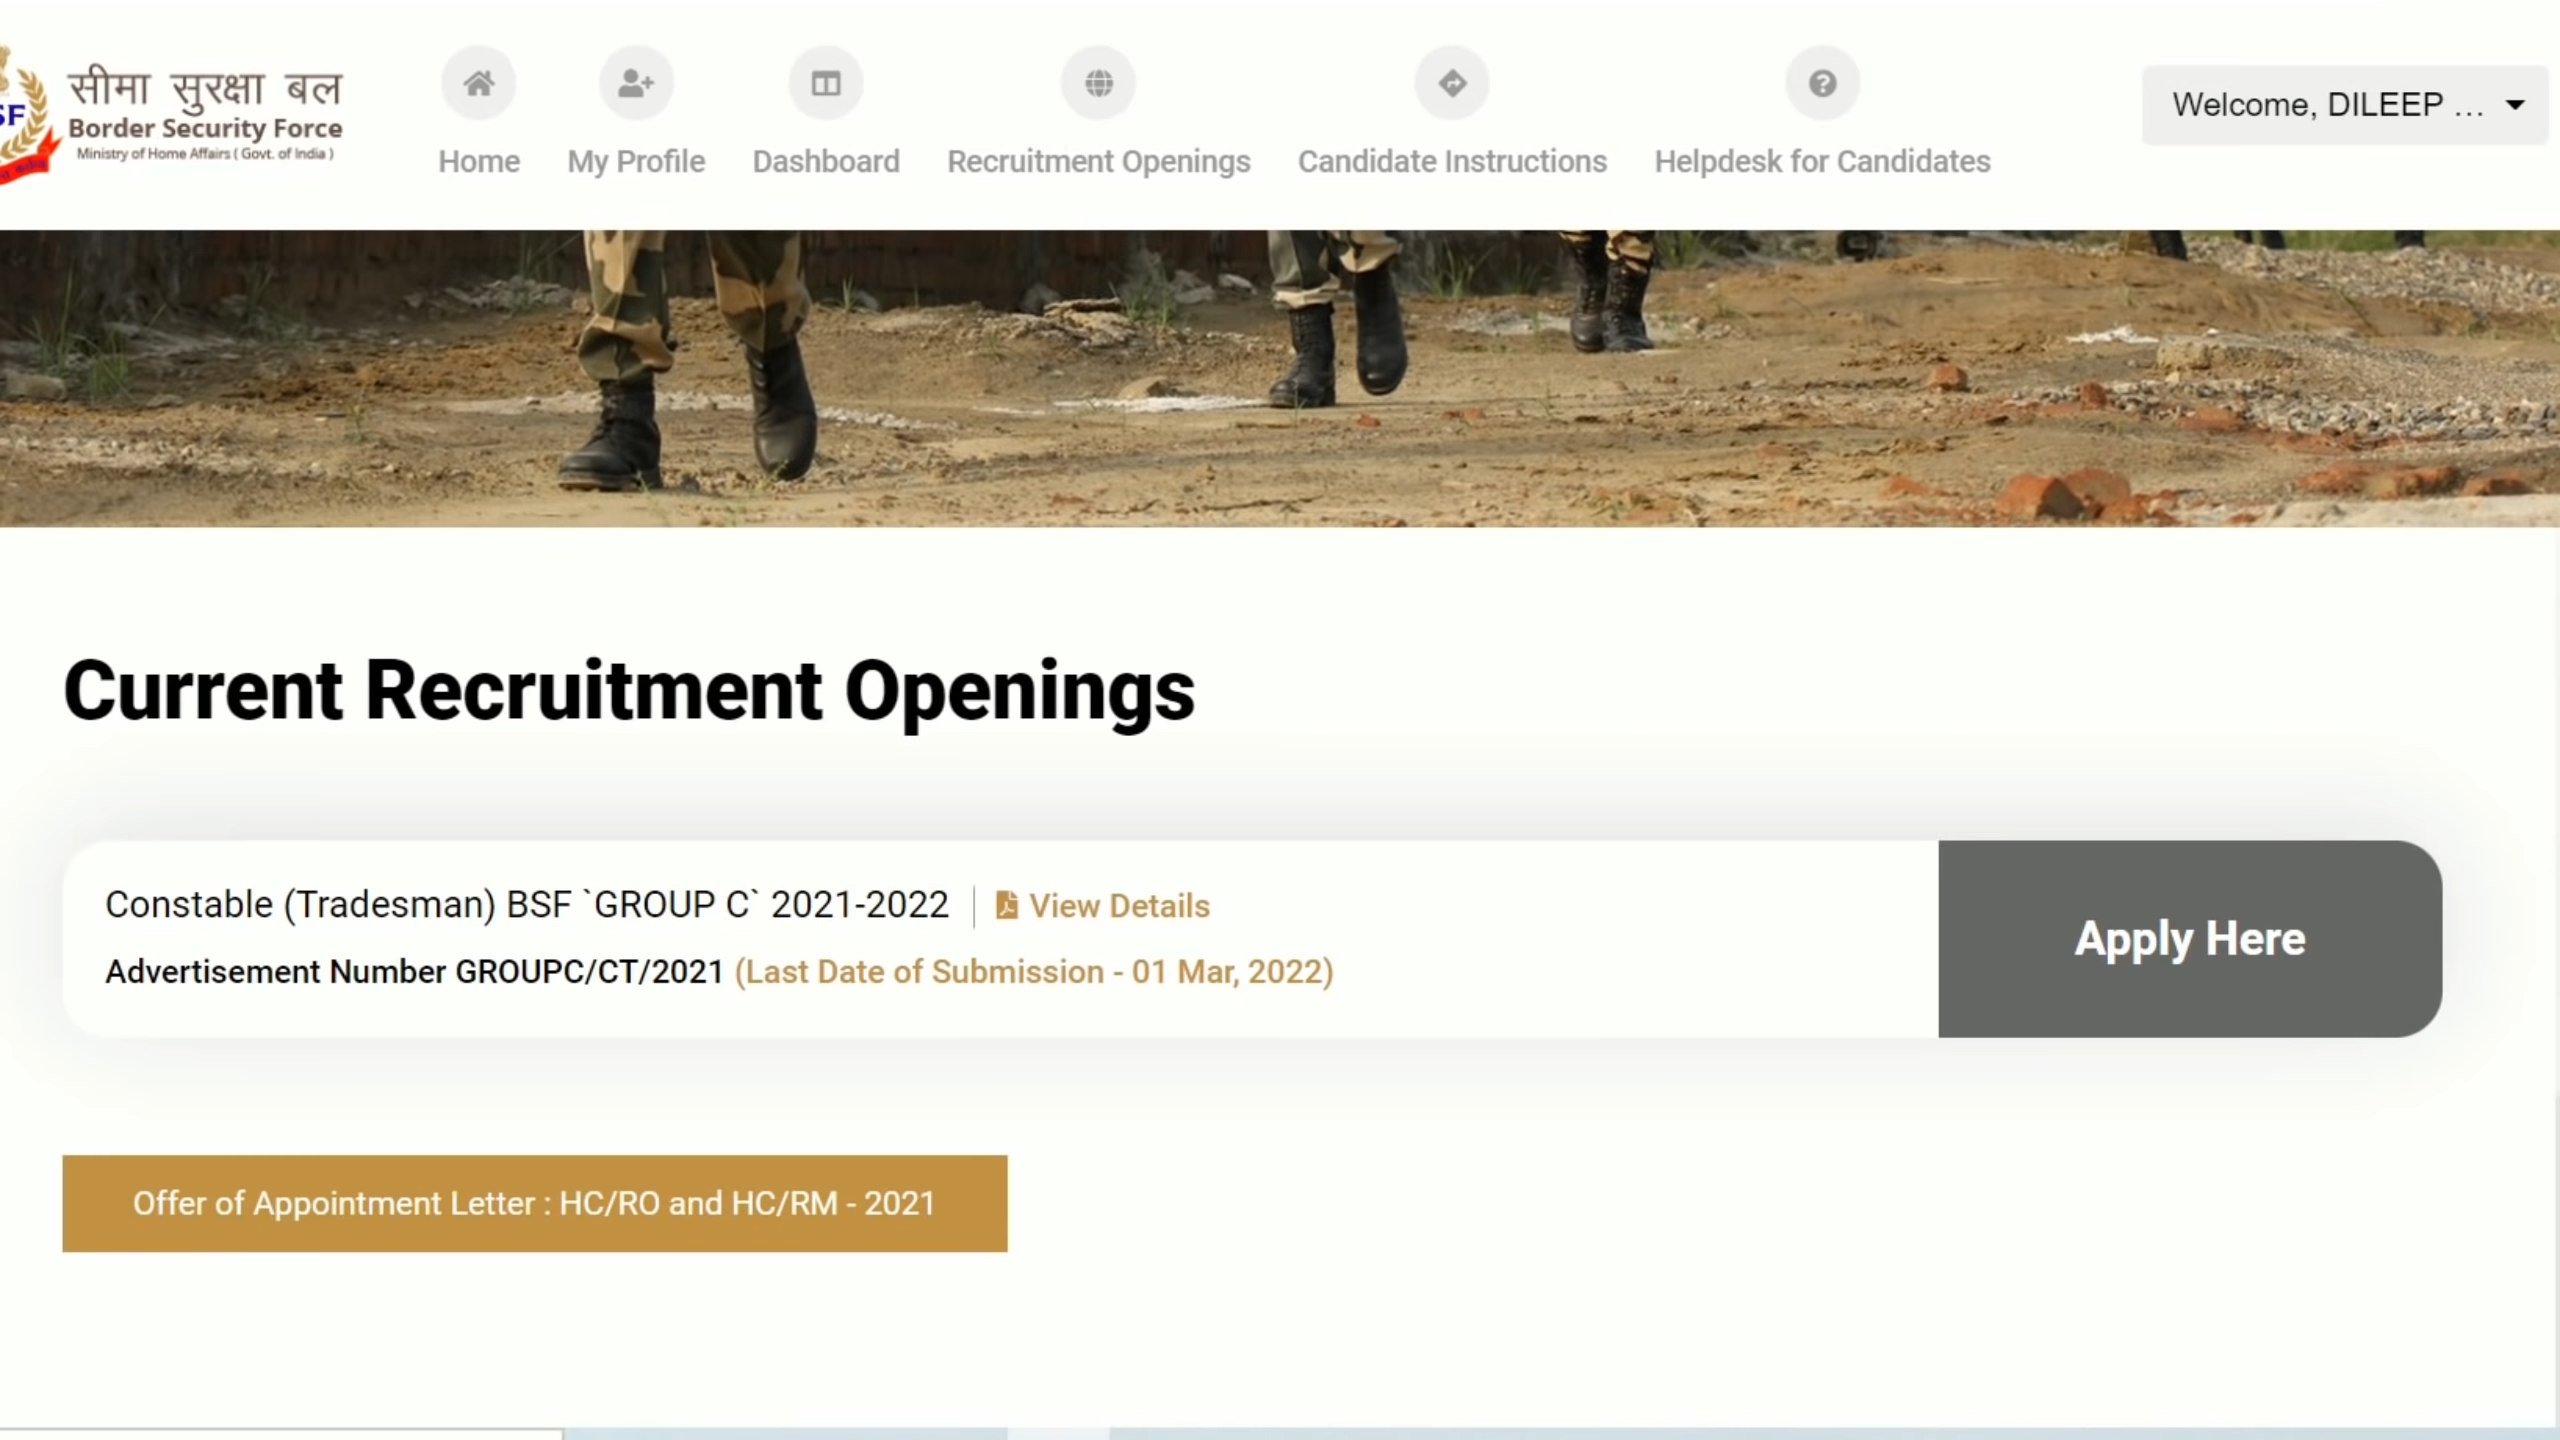 SF
सीमा सुरक्षा बल
Border Security Force
Ministry of Home Affairs ( Govt. of India )
Home
My Profile
Dashboard
Recruitment Openings
Candidate Instructions
Helpdesk for Candidates
Welcome, DILEEP ...
Current Recruitment Openings
Constable (Tradesman) BSF `GROUP C` 2021-2022
View Details
Advertisement Number GROUPC/CT/2021 (Last Date of Submission - 01 Mar, 2022)
Apply Here
Offer of Appointment Letter : HC/RO and HC/RM - 2021